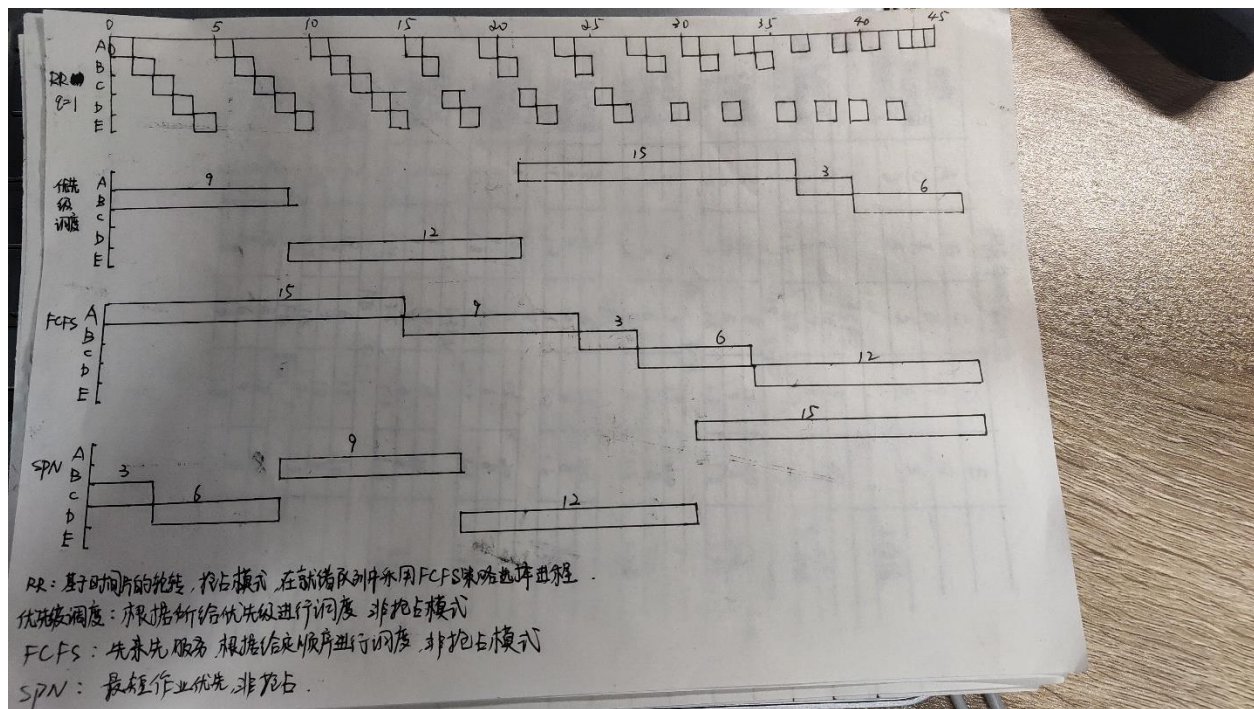 0 5 10 15 20 25 30 35 40 45
A
B
RR
C
q=1
D
E
15
优先级调度
A
9
3
B
6
C
D
12
E
15
FCFS
A
9
B
3
C
6
D
12
E
15
SPN
A
9
B
3
C
6
D
12
E
RR: 基于时间片的轮转, 抢占模式, 在就绪队列中采用FCFS策略选择进程.
优先级调度: 根据所给优先级进行调度, 非抢占模式
FCFS: 先来先服务, 根据给定顺序进行调度, 非抢占模式
SPN: 最短作业优先, 非抢占.